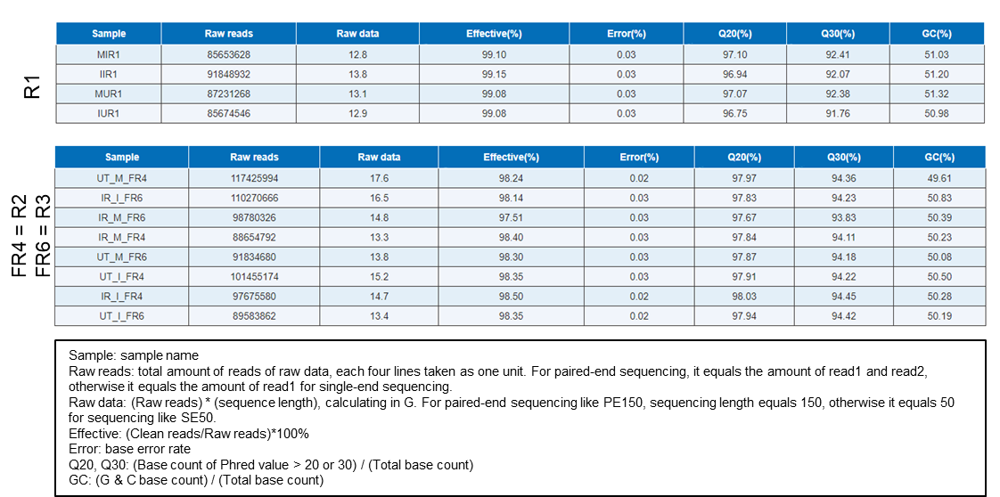 R1
Sample Raw reads Raw data Effective(%) Error(%) Q20(%) Q30(%) GC(%)
MIR1 85653628 12.8 99.10 0.03 97.10 92.41 51.03
IIR1 91848932 13.8 99.15 0.03 96.94 92.07 51.20
MUR1 87231268 13.1 99.08 0.03 97.07 92.38 51.32
IUR1 85674546 12.9 99.08 0.03 96.75 91.76 50.98
FR4 = R2
FR6 = R3
Sample Raw reads Raw data Effective(%) Error(%) Q20(%) Q30(%) GC(%)
UT_M_FR4 117425994 17.6 98.24 0.02 97.97 94.36 49.61
IR_I_FR6 110270666 16.5 98.14 0.03 97.83 94.23 50.83
IR_M_FR6 98780326 14.8 97.51 0.03 97.67 93.83 50.39
IR_M_FR4 88654792 13.3 98.40 0.03 97.84 94.11 50.23
UT_M_FR6 91834680 13.8 98.30 0.03 97.87 94.18 50.08
UT_I_FR4 101455174 15.2 98.35 0.03 97.91 94.22 50.50
IR_I_FR4 97675580 14.7 98.50 0.02 98.03 94.45 50.28
UT_I_FR6 89583862 13.4 98.35 0.02 97.94 94.42 50.19
Sample: sample name
Raw reads: total amount of reads of raw data, each four lines taken as one unit. For paired-end sequencing, it equals the amount of read1 and read2,
otherwise it equals the amount of read1 for single-end sequencing.
Raw data: (Raw reads) * (sequence length), calculating in G. For paired-end sequencing like PE150, sequencing length equals 150, otherwise it equals 50
for sequencing like SE50.
Effective: (Clean reads/Raw reads)*100%
Error: base error rate
Q20, Q30: (Base count of Phred value > 20 or 30) / (Total base count)
GC: (G & C base count) / (Total base count)